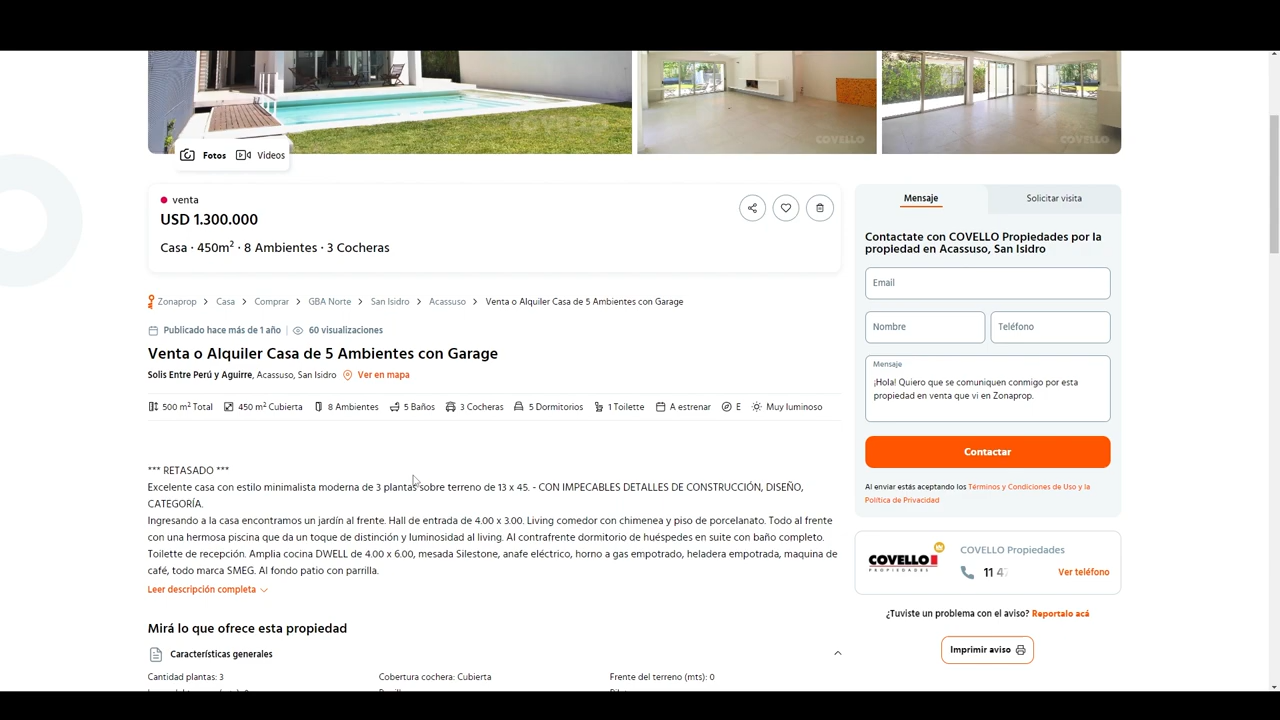 COVELLO
COVELLO
COVELLO
Fotos
Videos
venta
USD 1.300.000
Casa · 450m² · 8 Ambientes · 3 Cocheras
Zonaprop > Casa > Comprar > GBA Norte > San Isidro > Acassuso > Venta o Alquiler Casa de 5 Ambientes con Garage
Publicado hace más de 1 año | 60 visualizaciones
Venta o Alquiler Casa de 5 Ambientes con Garage
Solis Entre Perú y Aguirre, Acassuso, San Isidro Ver en mapa
500 m² Total 450 m² Cubierta 8 Ambientes 5 Baños 3 Cocheras 5 Dormitorios 1 Toilette A estrenar E Muy luminoso
*** RETASADO ***
Excelente casa con estilo minimalista moderna de 3 plantas sobre terreno de 13 x 45. - CON IMPECABLES DETALLES DE CONSTRUCCIÓN, DISEÑO,
CATEGORÍA.
Ingresando a la casa encontramos un jardín al frente. Hall de entrada de 4.00 x 3.00. Living comedor con chimenea y piso de porcelanato. Todo al frente
con una hermosa piscina que da un toque de distinción y luminosidad al living. Al contrafrente dormitorio de huéspedes en suite con baño completo.
Toilette de recepción. Amplia cocina DWELL de 4.00 x 6.00, mesada Silestone, anafe eléctrico, horno a gas empotrado, heladera empotrada, maquina de
café, todo marca SMEG. Al fondo patio con parrilla.
Leer descripción completa
Mirá lo que ofrece esta propiedad
Características generales
Cantidad plantas: 3
Cobertura cochera: Cubierta
Frente del terreno (mts): 0
Mensaje
Solicitar visita
Contactate con COVELLO Propiedades por la
propiedad en Acassuso, San Isidro
Email
Nombre
Teléfono
Mensaje
¡Hola! Quiero que se comuniquen conmigo por esta
propiedad en venta que vi en Zonaprop.
Contactar
Al enviar estás aceptando los Términos y Condiciones de Uso y la
Política de Privacidad
COVELLO
PROPIEDADES
COVELLO Propiedades
11 47
Ver teléfono
¿Tuviste un problema con el aviso? Reportalo acá
Imprimir aviso